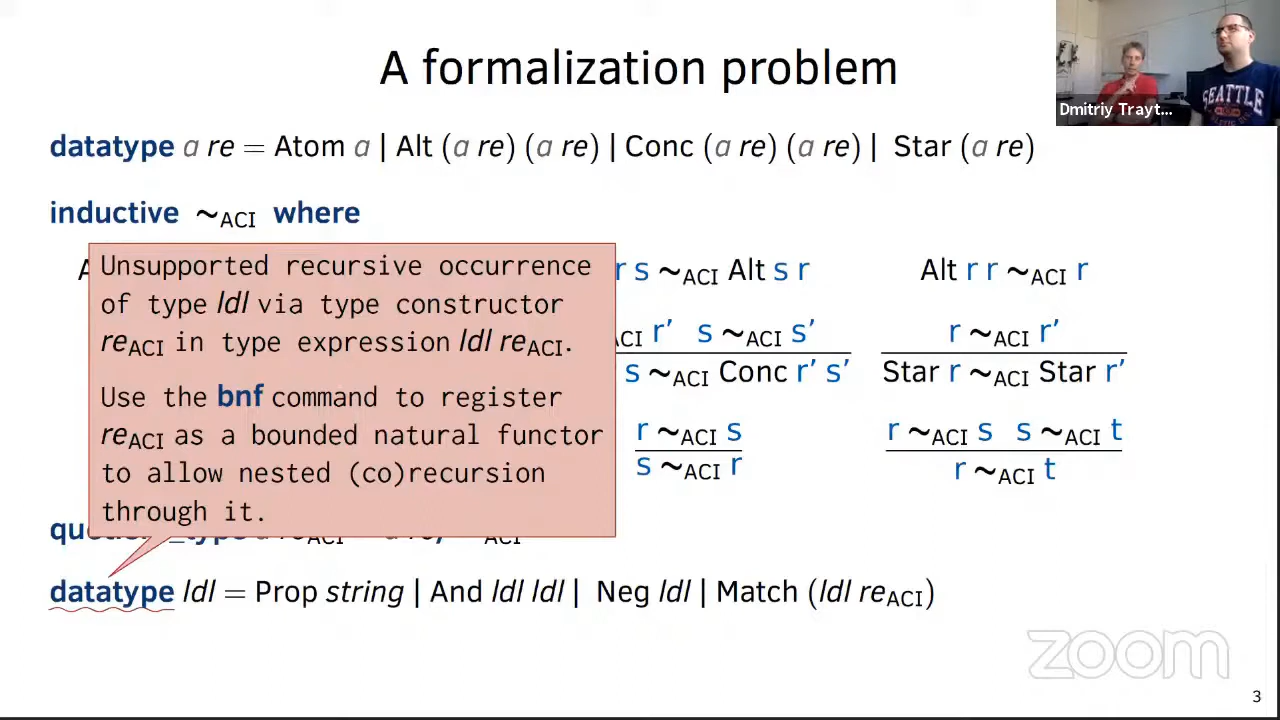 A formalization problem
Dmitriy Trayt...
SEATTLE
datatype a re = Atom a | Alt (a re) (a re) | Conc (a re) (a re) | Star (a re)
inductive ~ACI where
A
r s ~ACI Alt s r
Alt r r ~ACI r
Unsupported recursive occurrence
of type ldl via type constructor
reACI in type expression ldl reACI.
Use the bnf command to register
reACI as a bounded natural functor
to allow nested (co)recursion
through it.
ACI r' s ~ACI s'
s ~ACI Conc r' s'
r ~ACI r'
Star r ~ACI Star r'
r ~ACI s
s ~ACI r
r ~ACI s s ~ACI t
r ~ACI t
datatype ldl = Prop string | And ldl ldl | Neg ldl | Match (ldl reACI)
zoom
3